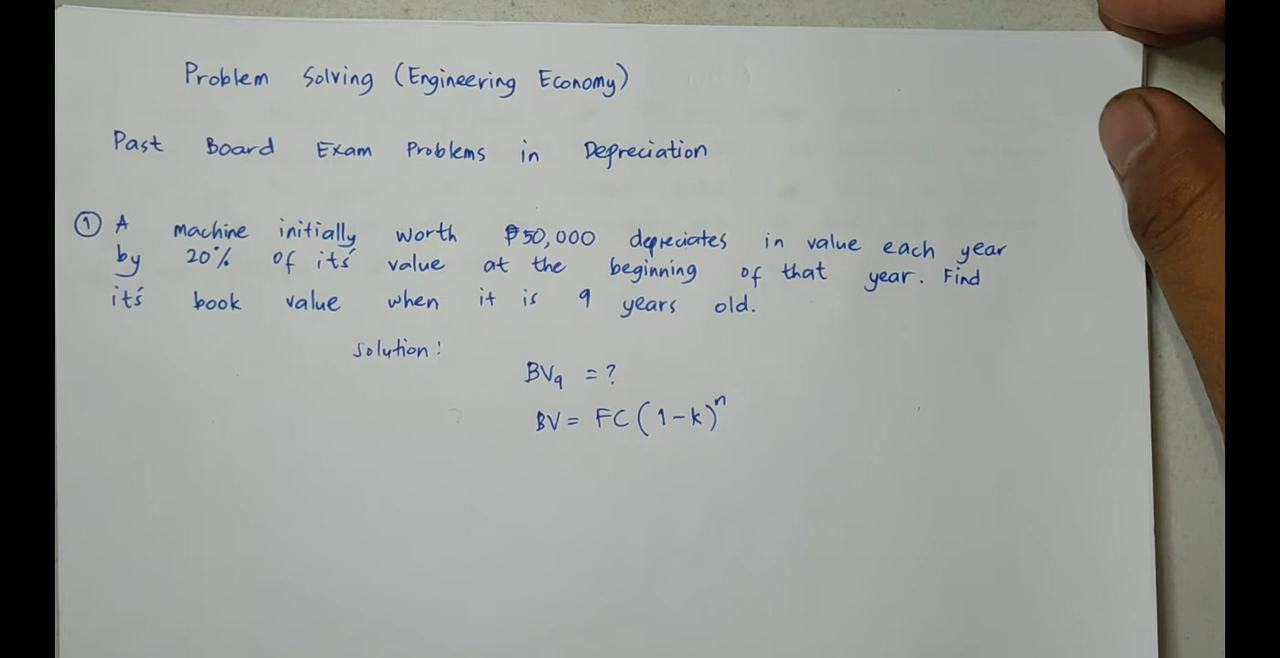 Problem Solving (Engineering Economy)
Past Board Exam Problems in Depreciation
① A machine initially worth ₱50,000 depreciates in value each year
by 20% of it's value at the beginning of that year. Find
it's book value when it is 9 years old.
Solution:
BV₉ = ?
BV = FC(1-k)ⁿ